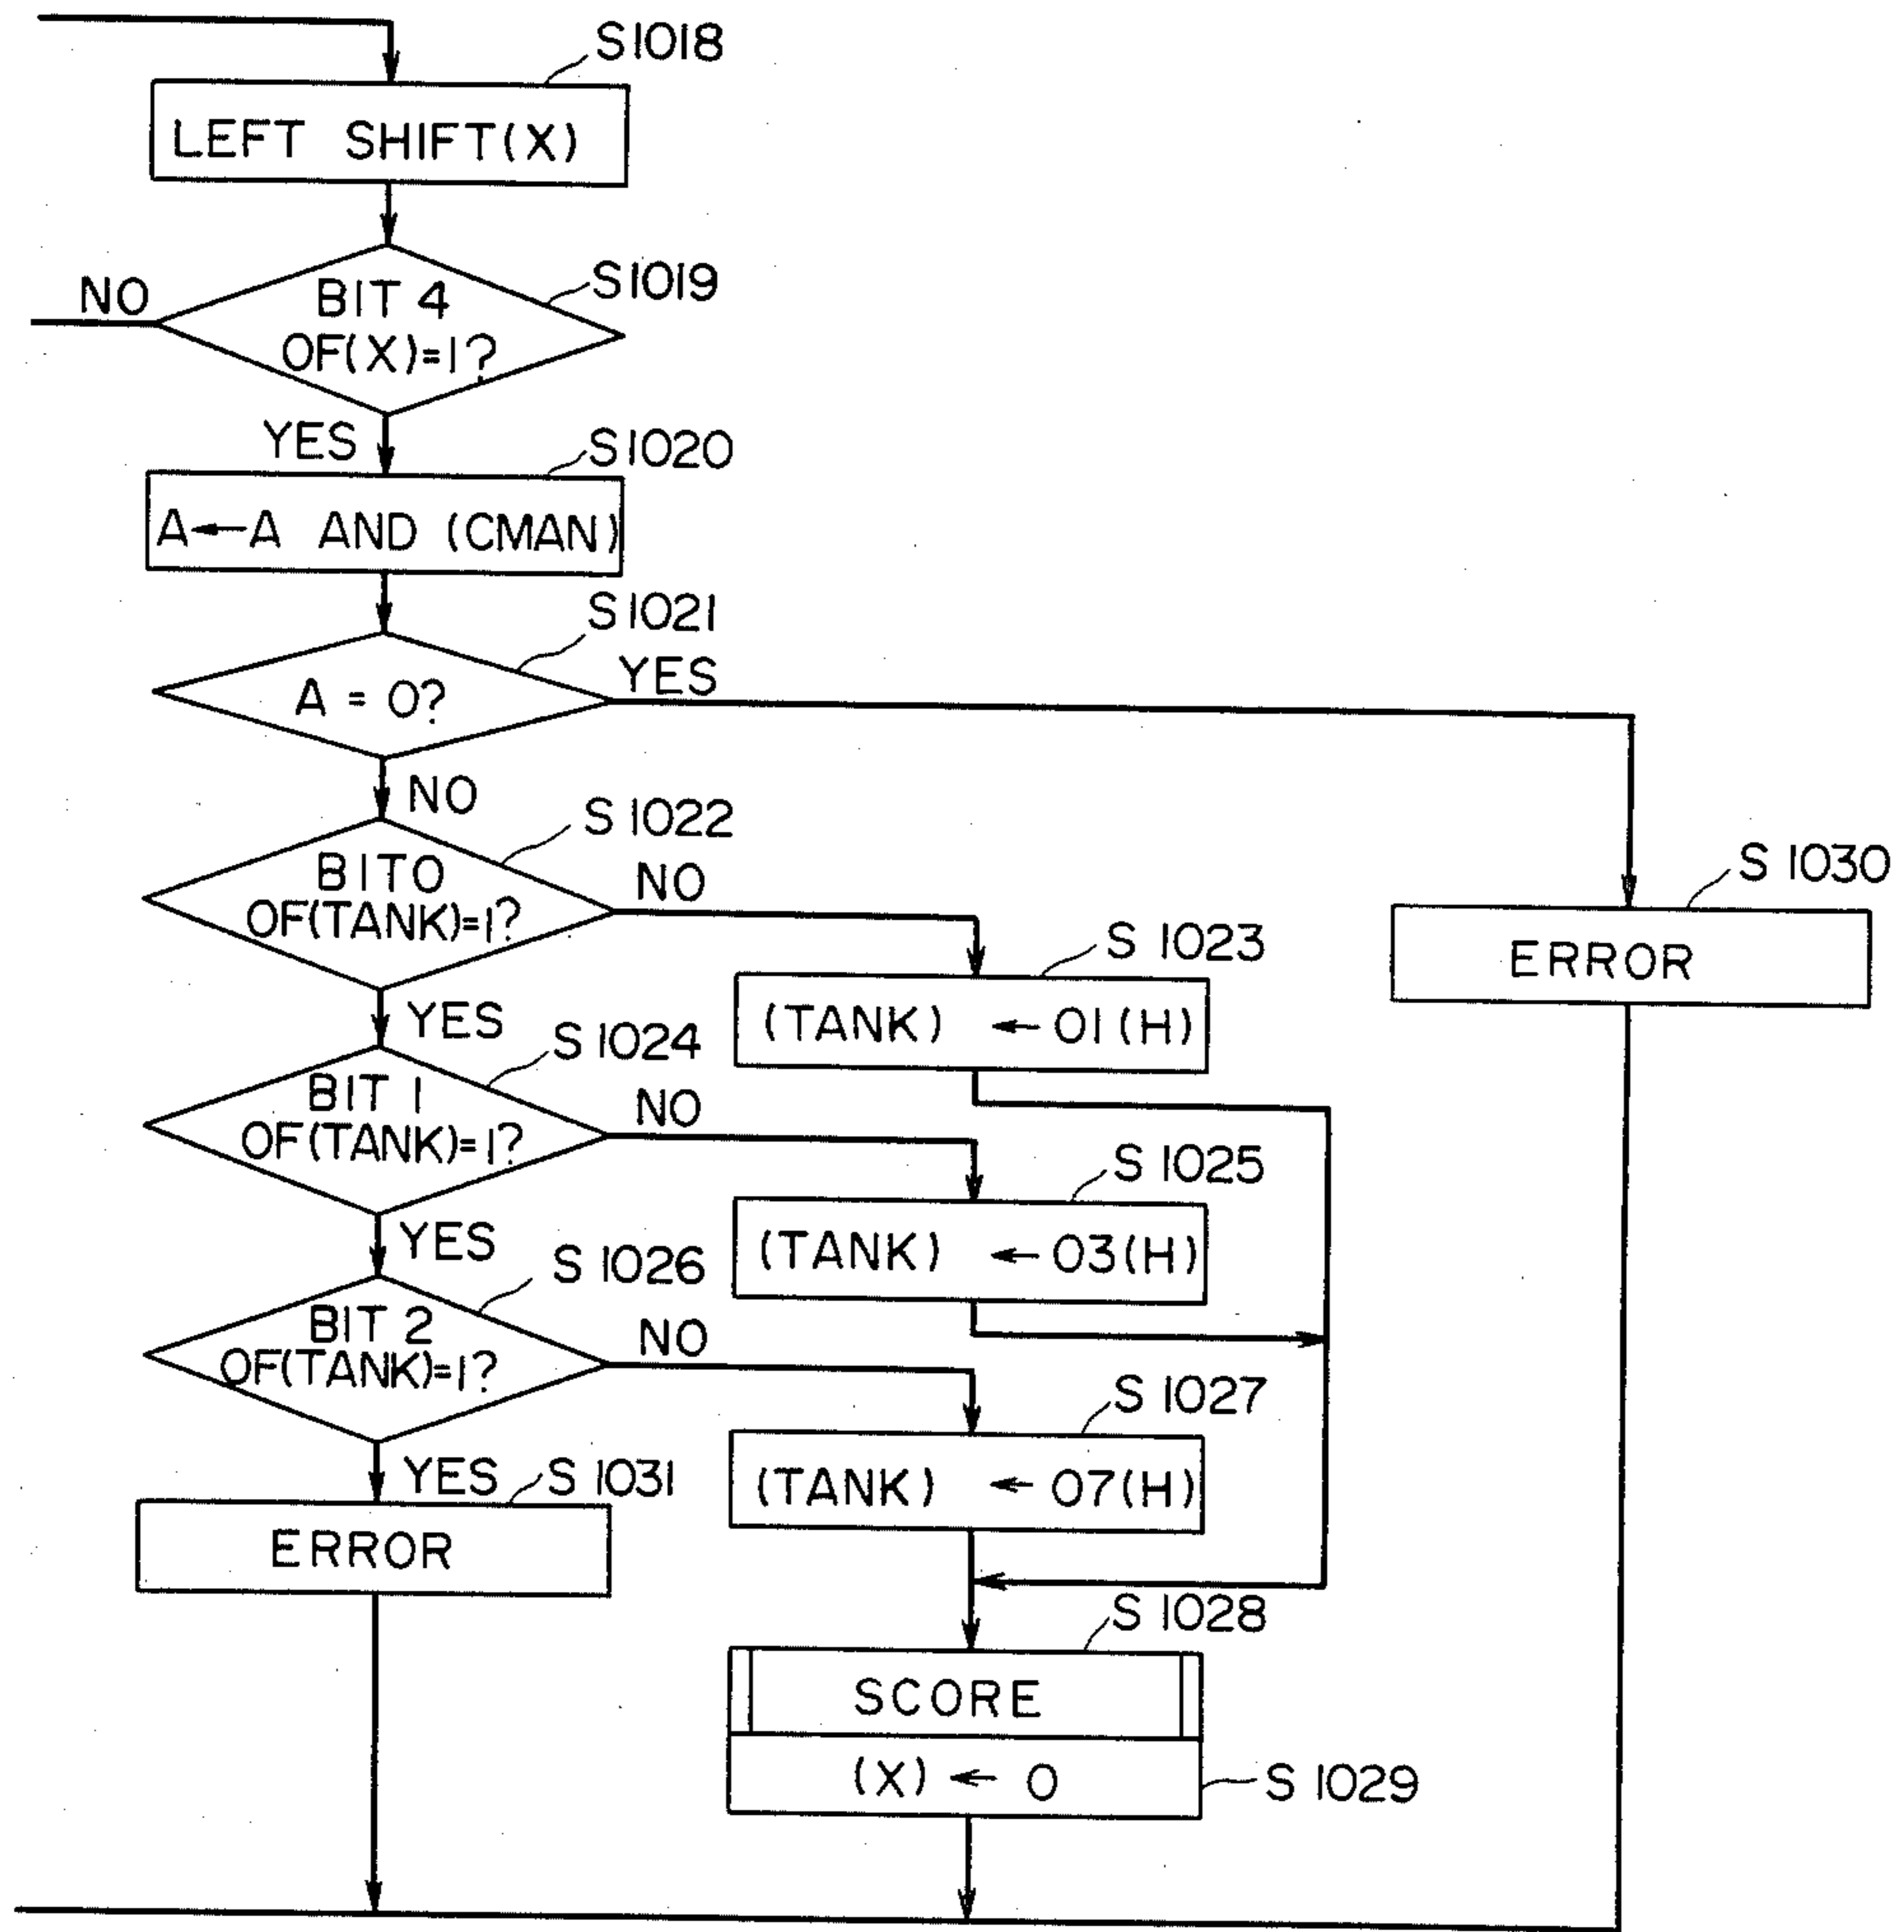 S1018
LEFT SHIFT(X)
S1019
NO
BIT 4
OF(X)=1?
YES
S1020
A←A AND (CMAN)
S1021
YES
A = 0?
NO
S 1022
BIT0
OF(TANK)=1?
NO
S 1030
ERROR
S 1023
(TANK) ← 01(H)
YES
S 1024
BIT 1
OF(TANK)=1?
NO
S 1025
(TANK) ← 03(H)
YES
S 1026
BIT 2
OF(TANK)=1?
NO
S 1027
(TANK) ← 07(H)
YES
S 1031
ERROR
S 1028
SCORE
(X) ← 0
S 1029